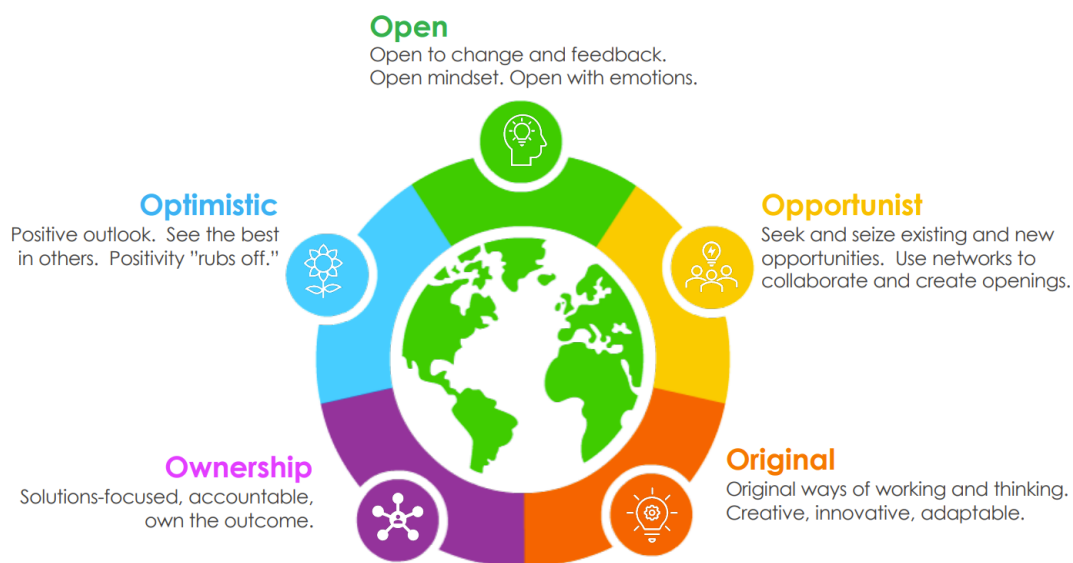 Open
Open to change and feedback.
Open mindset. Open with emotions.
Optimistic
Positive outlook.  See the best
in others.  Positivity ”rubs off.”
Opportunist
Seek and seize existing and new
opportunities.  Use networks to
collaborate and create openings.
Ownership
Solutions-focused, accountable,
own the outcome.
Original
Original ways of working and thinking.
Creative, innovative, adaptable.